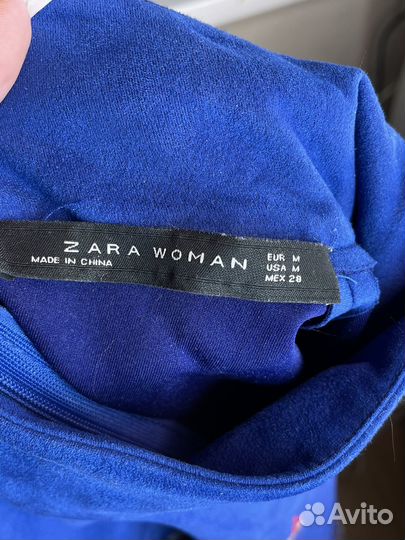 ZARA WOMAN
MADE IN CHINA
EUR M
USA M
MEX 28
Avito